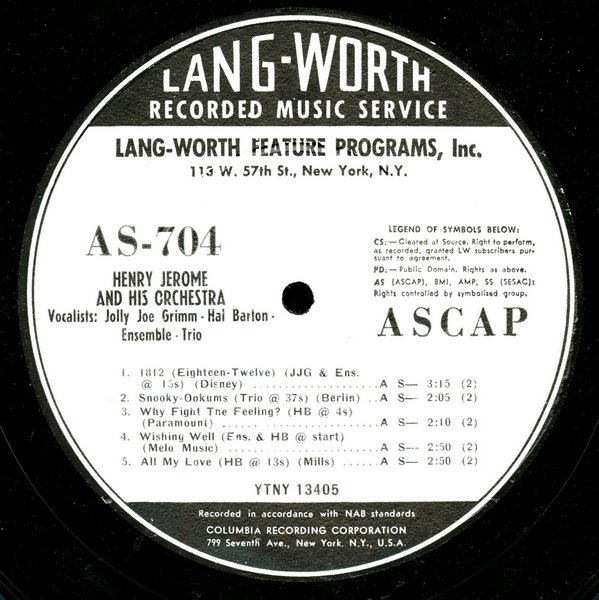 LANG-WORTH
RECORDED MUSIC SERVICE
LANG-WORTH FEATURE PROGRAMS, Inc.
113 W. 57th St., New York, N.Y.
AS-704
HENRY JEROME
AND HIS ORCHESTRA
Vocalists: Jolly Joe Grimm - Hal Barton -
Ensemble - Trio
LEGEND OF SYMBOLS BELOW:
CS: — Cleared at Source. Right to perform,
as recorded, granted LW subscribers pur-
suant to agreement.
PD: — Public Domain. Rights as above.
AS (ASCAP), BMI, AMP, SS (SESAC):
Rights controlled by symbolized group.
ASCAP
1. 1812 (Eighteen-Twelve) (JJG & Ens.
@ 15s) (Disney) ..................A S— 3:15 (2)
2. Snooky-Ookums (Trio @ 37s) (Berlin) ..A S— 2:05 (2)
3. Why Fight The Feeling? (HB @ 4s)
(Paramount) ......................A S— 2:10 (2)
4. Wishing Well (Ens. & HB @ start)
(Melo Music) .....................A S— 2:50 (2)
5. All My Love (HB @ 13s) (Mills) ......A S— 2:50 (2)
YTNY 13405
Recorded in accordance with NAB standards
COLUMBIA RECORDING CORPORATION
799 Seventh Ave., New York, N.Y., U.S.A.